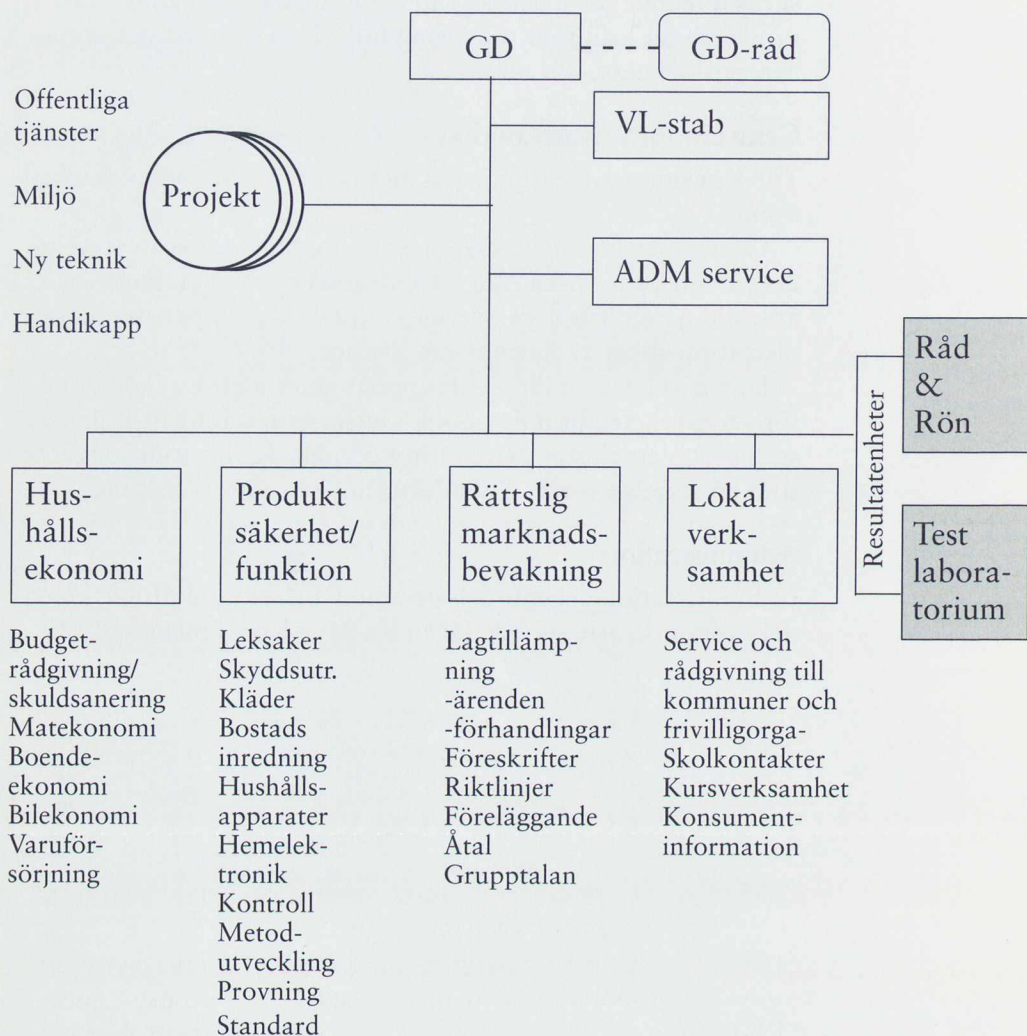 GD
GD-råd
VL-stab
Offentliga
tjänster
Miljö
Ny teknik
Handikapp
Projekt
ADM service
Resultatenheter
Råd
&
Rön
Test
labora-
torium
Hus-
hålls-
ekonomi
Budget-
rådgivning/
skuldsanering
Matekonomi
Boende-
ekonomi
Bilekonomi
Varuför-
sörjning
Produkt
säkerhet/
funktion
Leksaker
Skyddsutr.
Kläder
Bostads
inredning
Hushålls-
apparater
Hemelek-
tronik
Kontroll
Metod-
utveckling
Provning
Standard
Rättslig
marknads-
bevakning
Lagtillämp-
ning
-ärenden
-förhandlingar
Föreskrifter
Riktlinjer
Föreläggande
Åtal
Grupptalan
Lokal
verk-
samhet
Service och
rådgivning till
kommuner och
frivilligorga-
Skolkontakter
Kursverksamhet
Konsument-
information